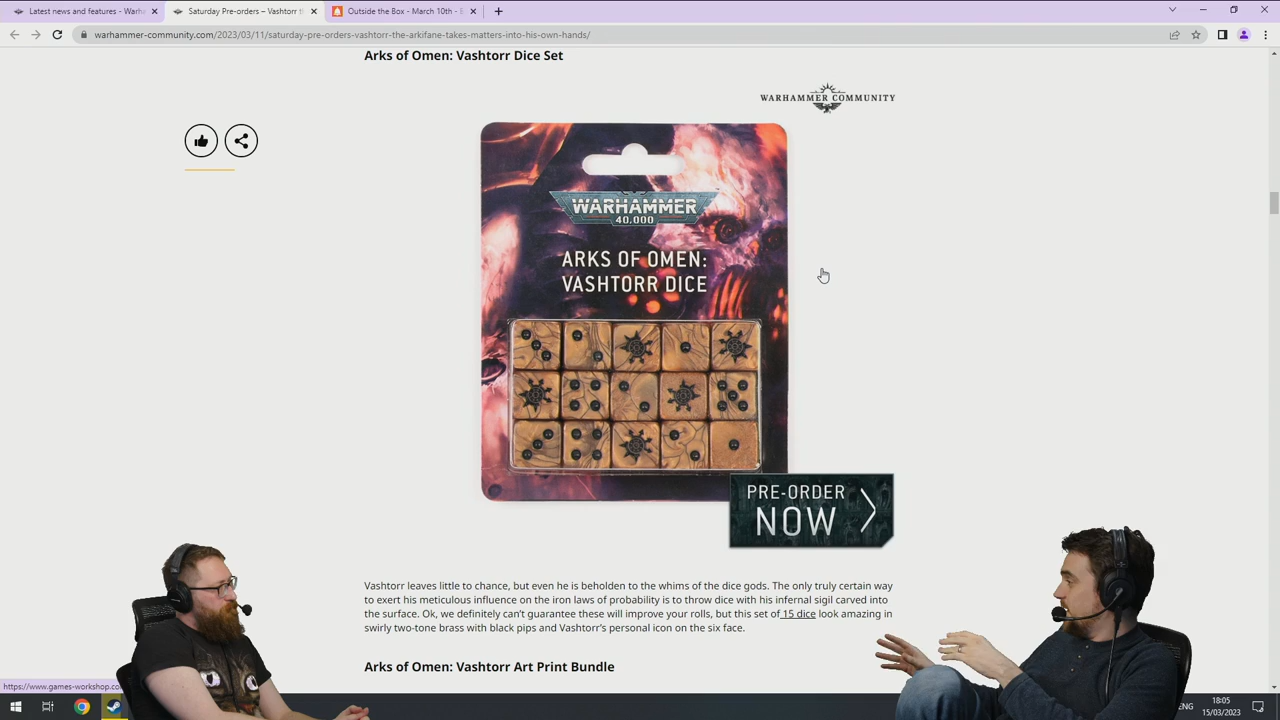 Latest news and features - Warha
Saturday Pre-orders – Vashtorr th
Outside the Box - March 10th - B
warhammer-community.com/2023/03/11/saturday-pre-orders-vashtorr-the-arkifane-takes-matters-into-his-own-hands/
Arks of Omen: Vashtorr Dice Set
WARHAMMER COMMUNITY
WARHAMMER
40,000
ARKS OF OMEN:
VASHTORR DICE
PRE-ORDER
NOW
Vashtorr leaves little to chance, but even he is beholden to the whims of the dice gods. The only truly certain way
to exert his meticulous influence on the iron laws of probability is to throw dice with his infernal sigil carved into
the surface. Ok, we definitely can't guarantee these will improve your rolls, but this set of 15 dice look amazing in
swirly two-tone brass with black pips and Vashtorr's personal icon on the six face.
Arks of Omen: Vashtorr Art Print Bundle
https://www.games-workshop.co
ENG
18:05
15/03/2023